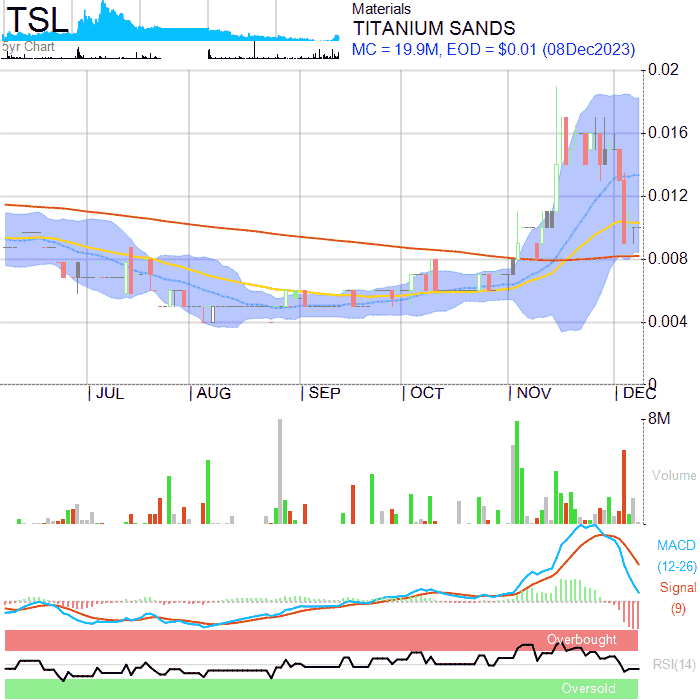 TSL
5yr Chart
Materials
TITANIUM SANDS
MC = 19.9M, EOD = $0.01 (08Dec2023)
0.02
0.016
0.012
0.008
0.004
0
JUL AUG SEP OCT NOV DEC
8M
Volume
MACD
(12-26)
Signal
(9)
Overbought
RSI(14)
Oversold